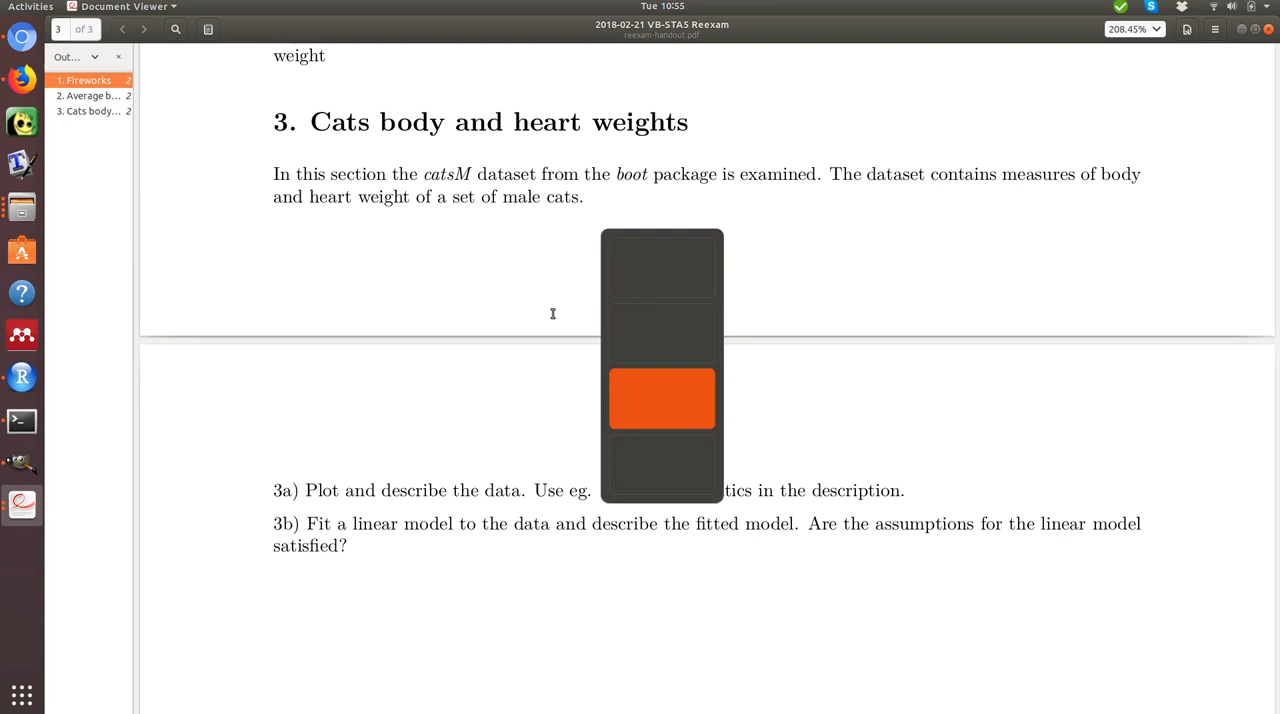 Activities
Document Viewer
Tue 10:55
3 of 3
2018-02-21 VB-STA5 Reexam
reexam-handout.pdf
208.45%
Out...
1. Fireworks 2
2. Average b... 2
3. Cats body... 2
weight
3. Cats body and heart weights
In this section the catsM dataset from the boot package is examined. The dataset contains measures of body
and heart weight of a set of male cats.
3a) Plot and describe the data. Use eg. tics in the description.
3b) Fit a linear model to the data and describe the fitted model. Are the assumptions for the linear model
satisfied?